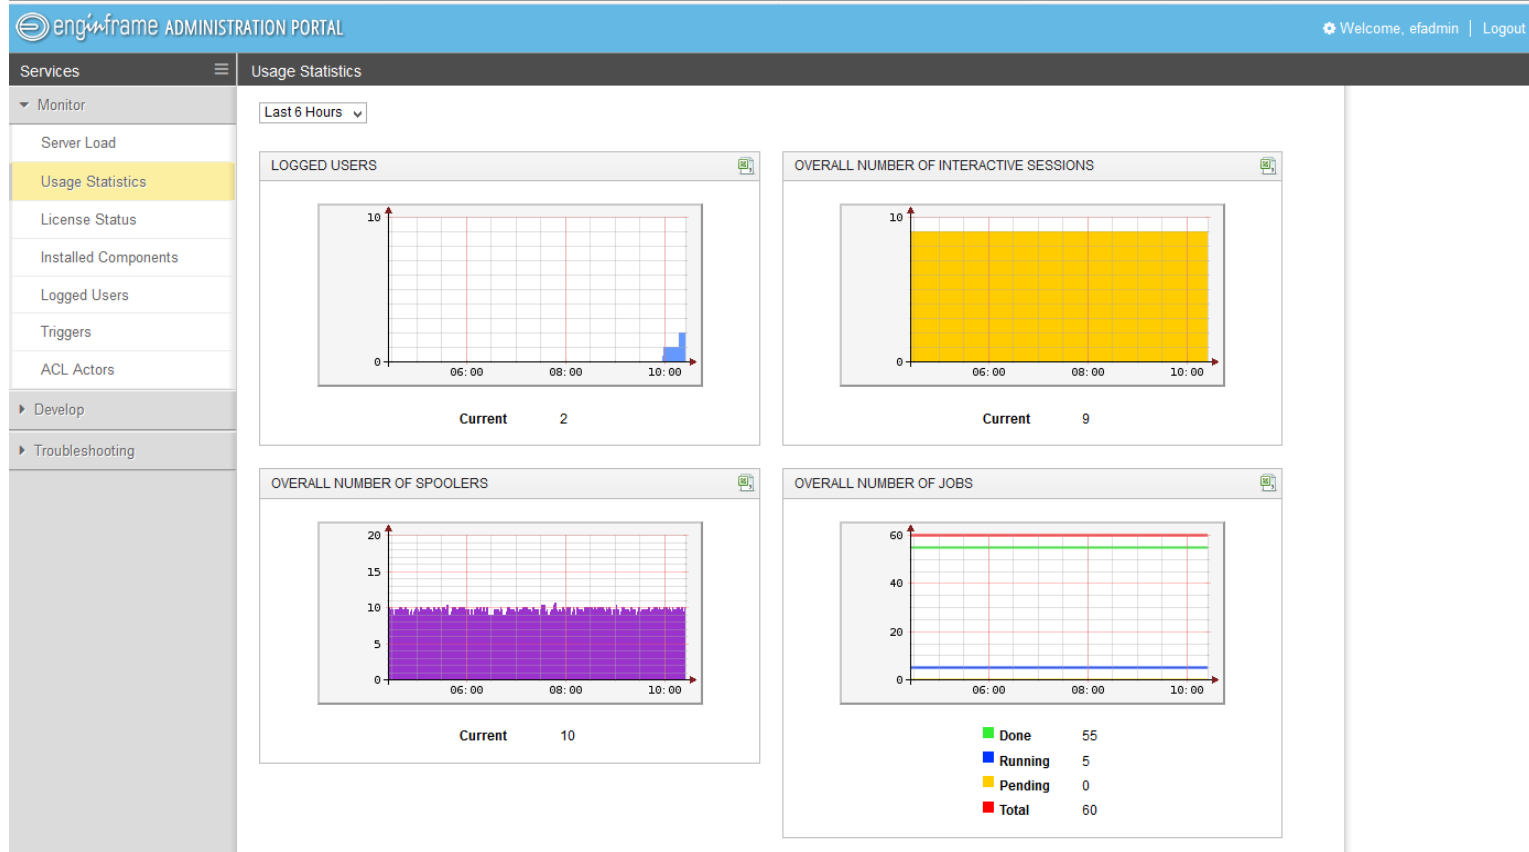 enginframe ADMINISTRATION PORTAL
Welcome, efadmin | Logout
Services
Usage Statistics
Monitor
Server Load
Usage Statistics
License Status
Installed Components
Logged Users
Triggers
ACL Actors
Develop
Troubleshooting
Last 6 Hours
LOGGED USERS
10
0
06:00 08:00 10:00
Current 2
OVERALL NUMBER OF INTERACTIVE SESSIONS
10
0
06:00 08:00 10:00
Current 9
OVERALL NUMBER OF SPOOLERS
20
15
10
5
0
06:00 08:00 10:00
Current 10
OVERALL NUMBER OF JOBS
60
40
20
0
06:00 08:00 10:00
Done 55
Running 5
Pending 0
Total 60